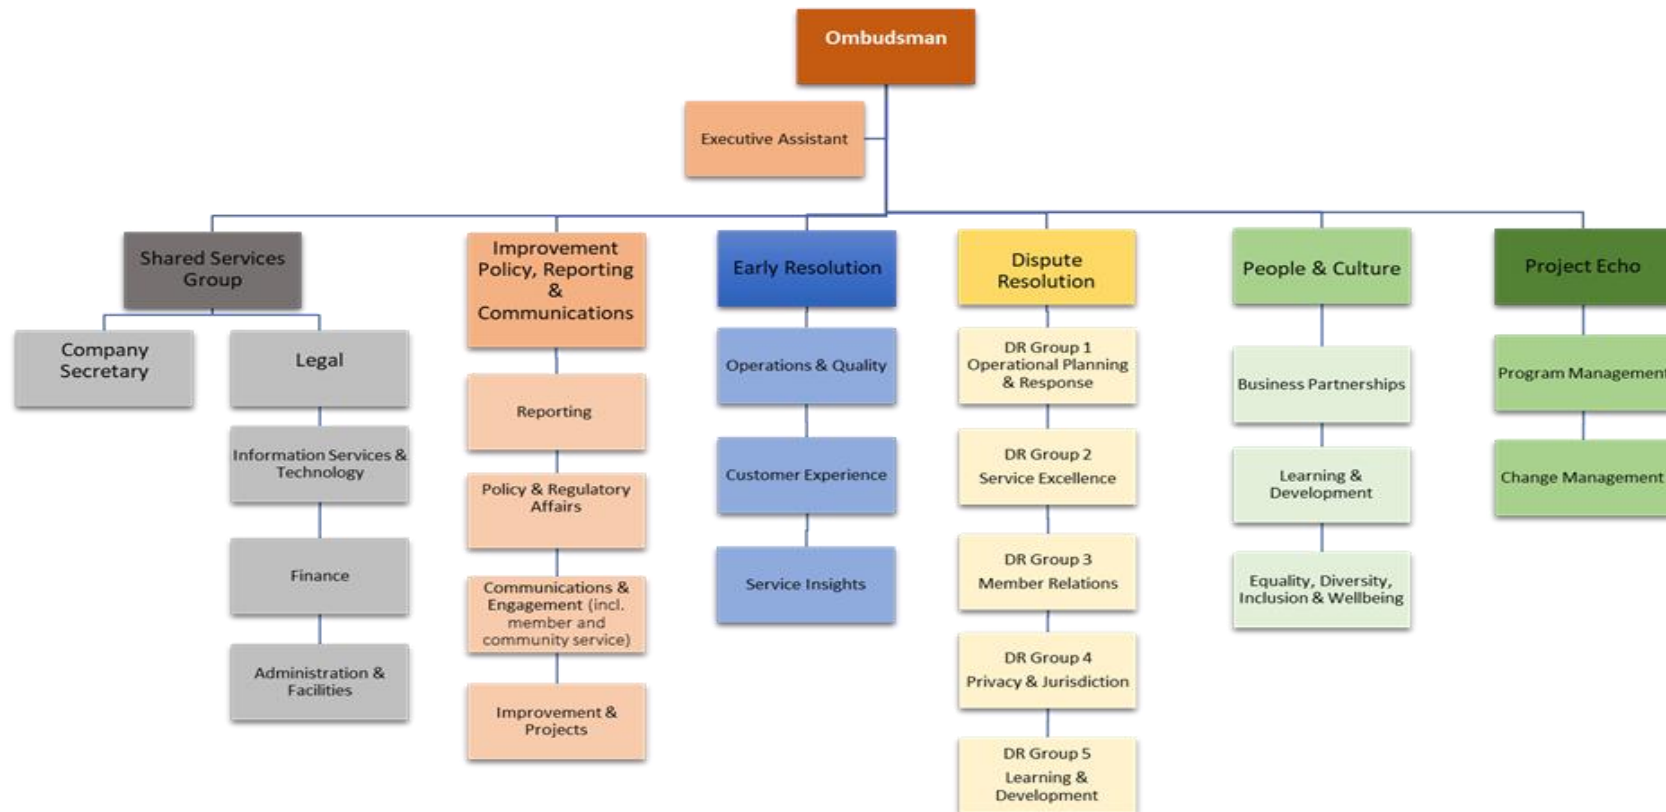 Ombudsman
Executive Assistant
Shared Services
Group
Improvement
Policy, Reporting
&
Communications
Early Resolution
Dispute
Resolution
People & Culture
Project Echo
Company
Secretary
Legal
Information Services &
Technology
Finance
Administration &
Facilities
Reporting
Policy & Regulatory
Affairs
Communications &
Engagement (incl.
member and
community service)
Improvement &
Projects
Operations & Quality
Customer Experience
Service Insights
DR Group 1
Operational Planning
& Response
DR Group 2
Service Excellence
DR Group 3
Member Relations
DR Group 4
Privacy & Jurisdiction
DR Group 5
Learning &
Development
Business Partnerships
Learning &
Development
Equality, Diversity,
Inclusion & Wellbeing
Program Management
Change Management